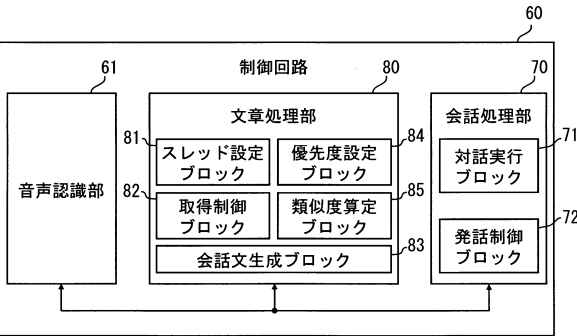 60
制御回路
61
80
70
音声認識部
文章処理部
会話処理部
81
スレッド設定
ブロック
84
優先度設定
ブロック
71
対話実行
ブロック
82
取得制御
ブロック
85
類似度算定
ブロック
72
発話制御
ブロック
83
会話文生成ブロック